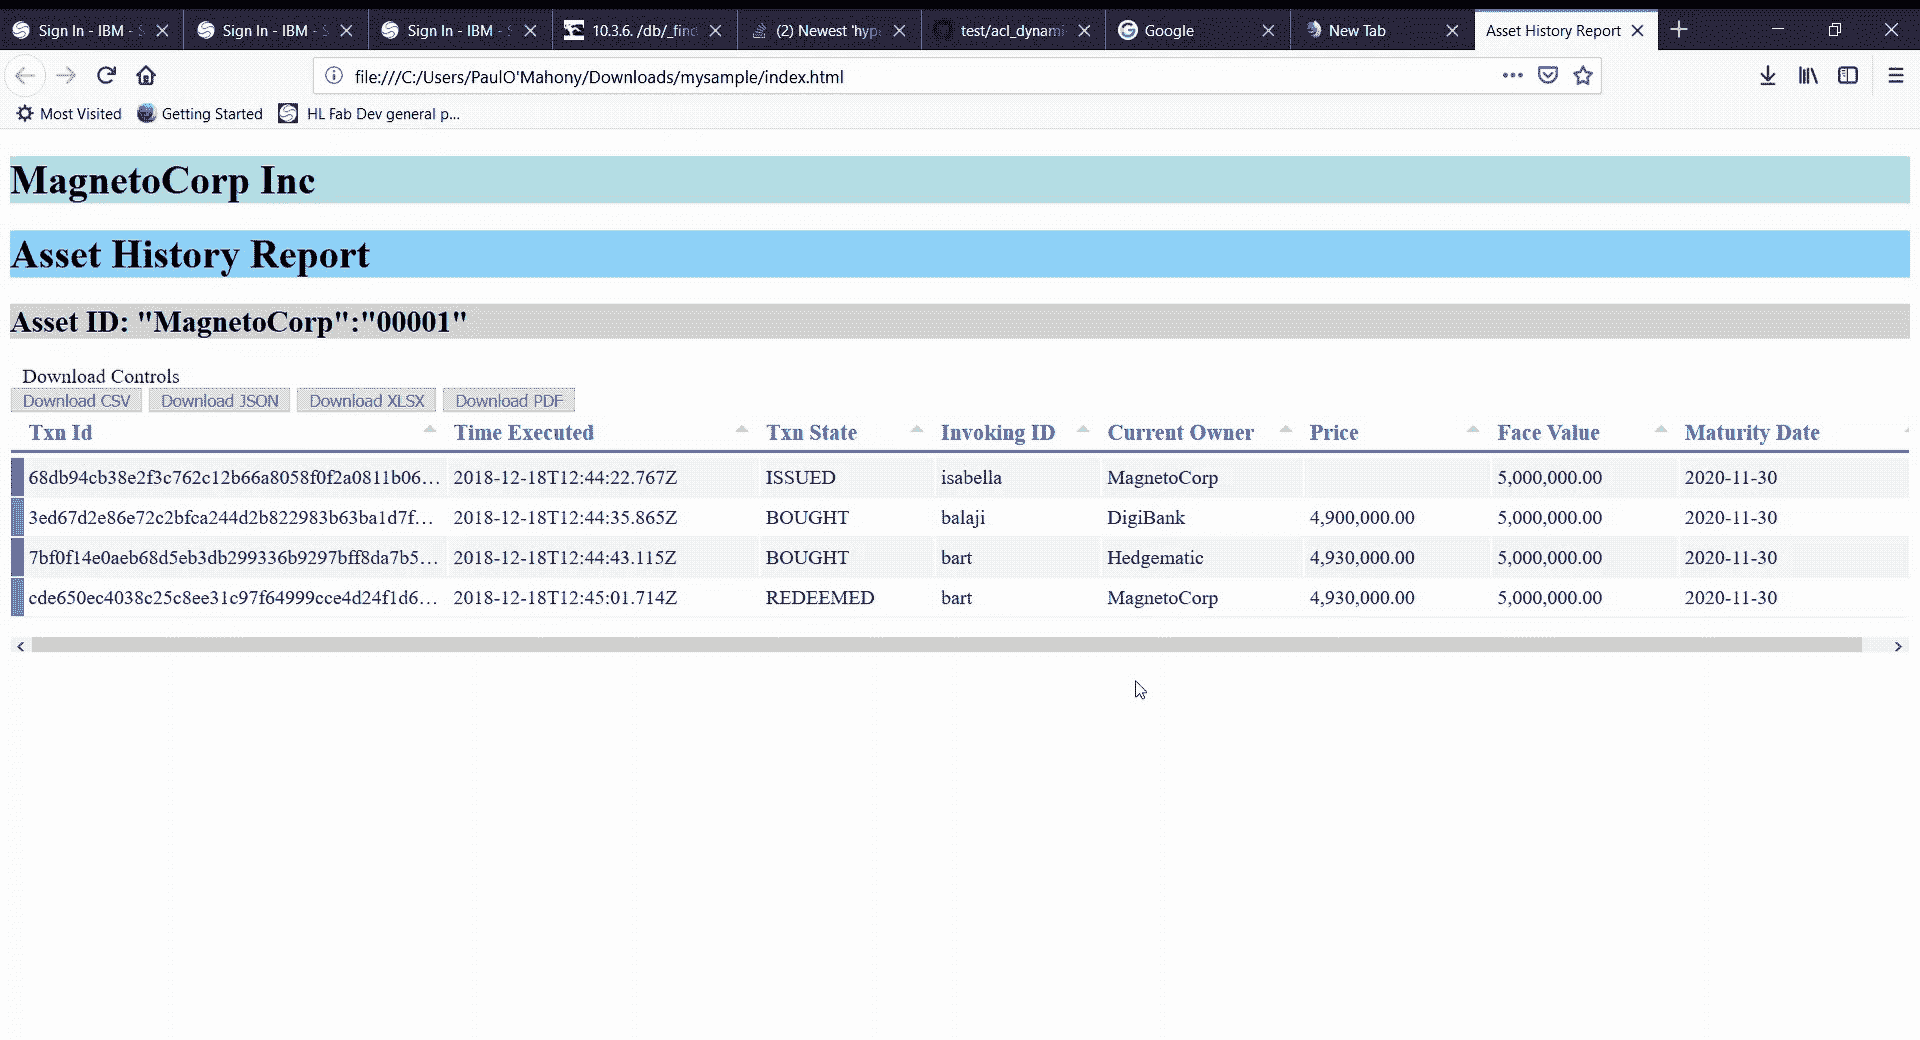 Sign In - IBM - Sign In - IBM - Sign In - IBM - 10.3.6. /db/_find (2) Newest 'hype test/acl_dynami Google New Tab Asset History Report
file:///C:/Users/PaulO'Mahony/Downloads/mysample/index.html
Most Visited Getting Started HL Fab Dev general p...
MagnetoCorp Inc
Asset History Report
Asset ID: "MagnetoCorp":"00001"
Download Controls
Download CSV Download JSON Download XLSX Download PDF
Txn Id Time Executed Txn State Invoking ID Current Owner Price Face Value Maturity Date
68db94cb38e2f3c762c12b66a8058f0f2a0811b06... 2018-12-18T12:44:22.767Z ISSUED isabella MagnetoCorp 5,000,000.00 2020-11-30
3ed67d2e86e72c2bfca244d2b822983b63ba1d7f... 2018-12-18T12:44:35.865Z BOUGHT balaji DigiBank 4,900,000.00 5,000,000.00 2020-11-30
7bf0f14e0aeb68d5eb3db299336b9297bff8da7b5... 2018-12-18T12:44:43.115Z BOUGHT bart Hedgematic 4,930,000.00 5,000,000.00 2020-11-30
cde650ec4038c25c8ee31c97f64999cce4d24f1d6... 2018-12-18T12:45:01.714Z REDEEMED bart MagnetoCorp 4,930,000.00 5,000,000.00 2020-11-30